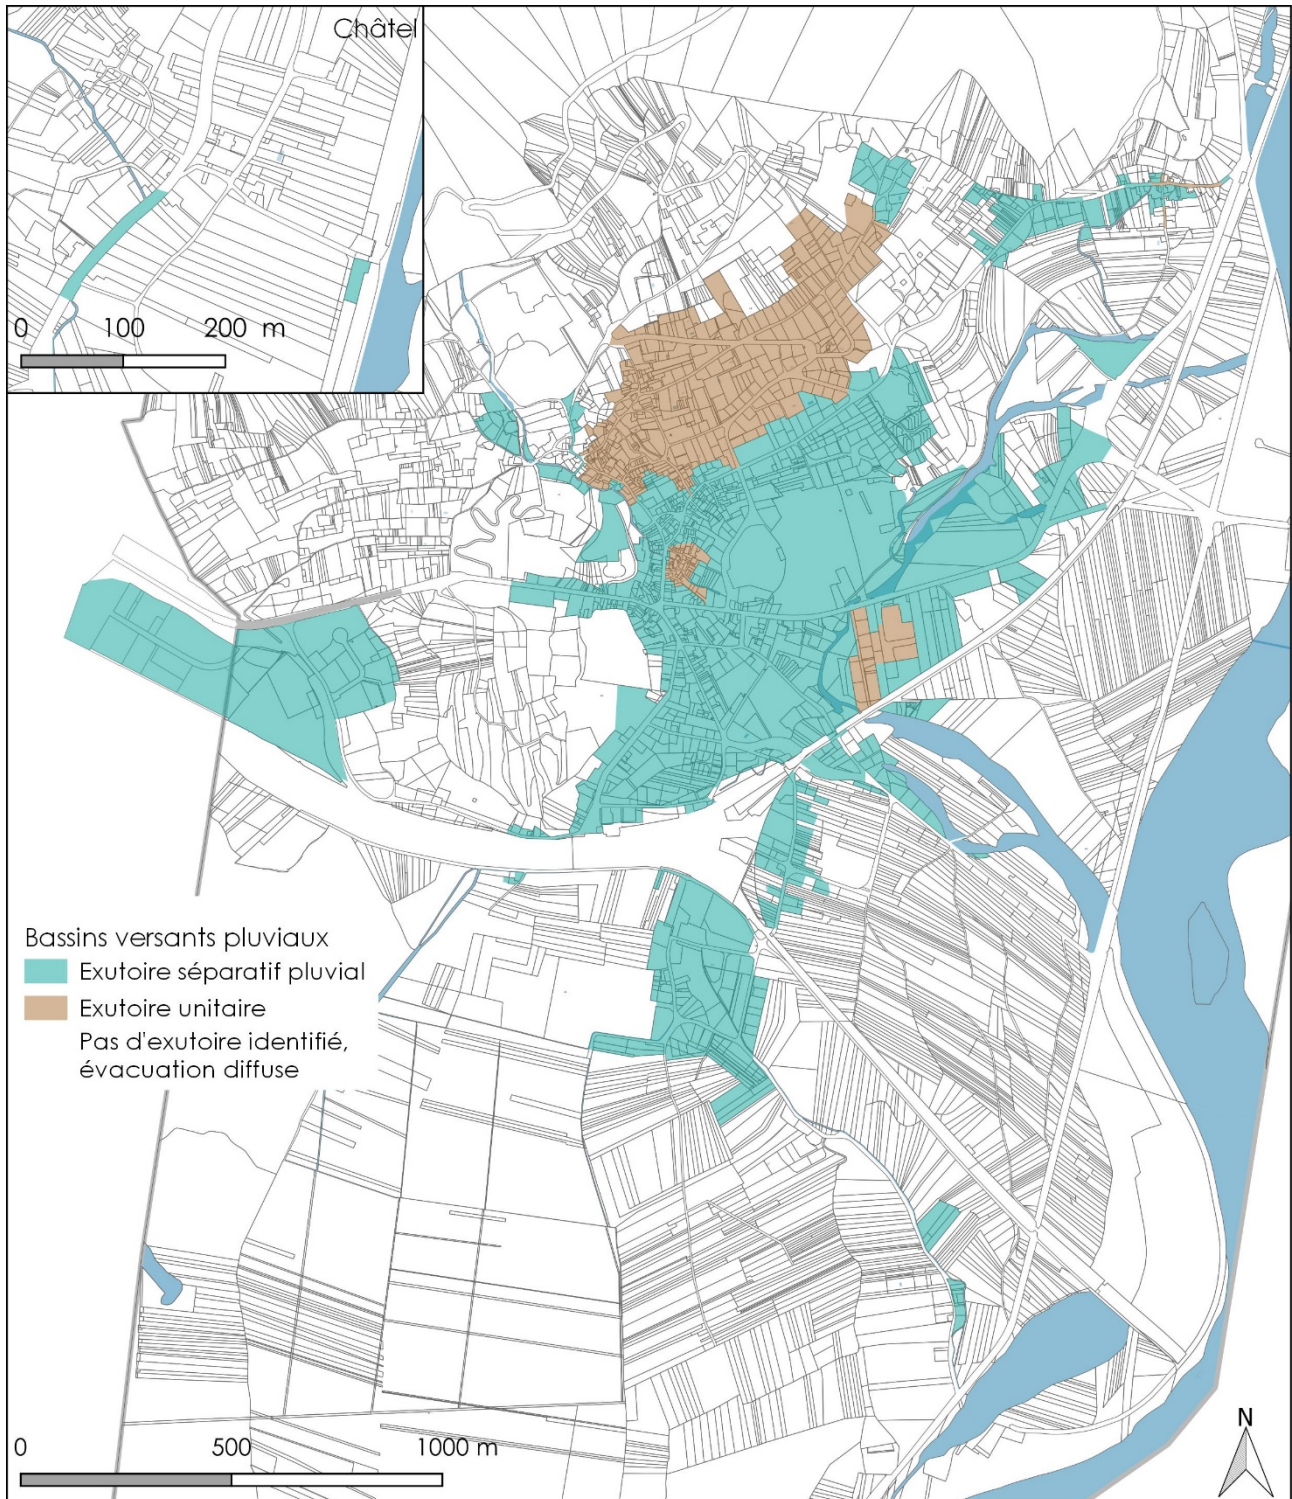 Châtel
0 100 200 m
Bassins versants pluviaux
Exutoire séparatif pluvial
Exutoire unitaire
Pas d'exutoire identifié,
évacuation diffuse
0 500 1000 m
N